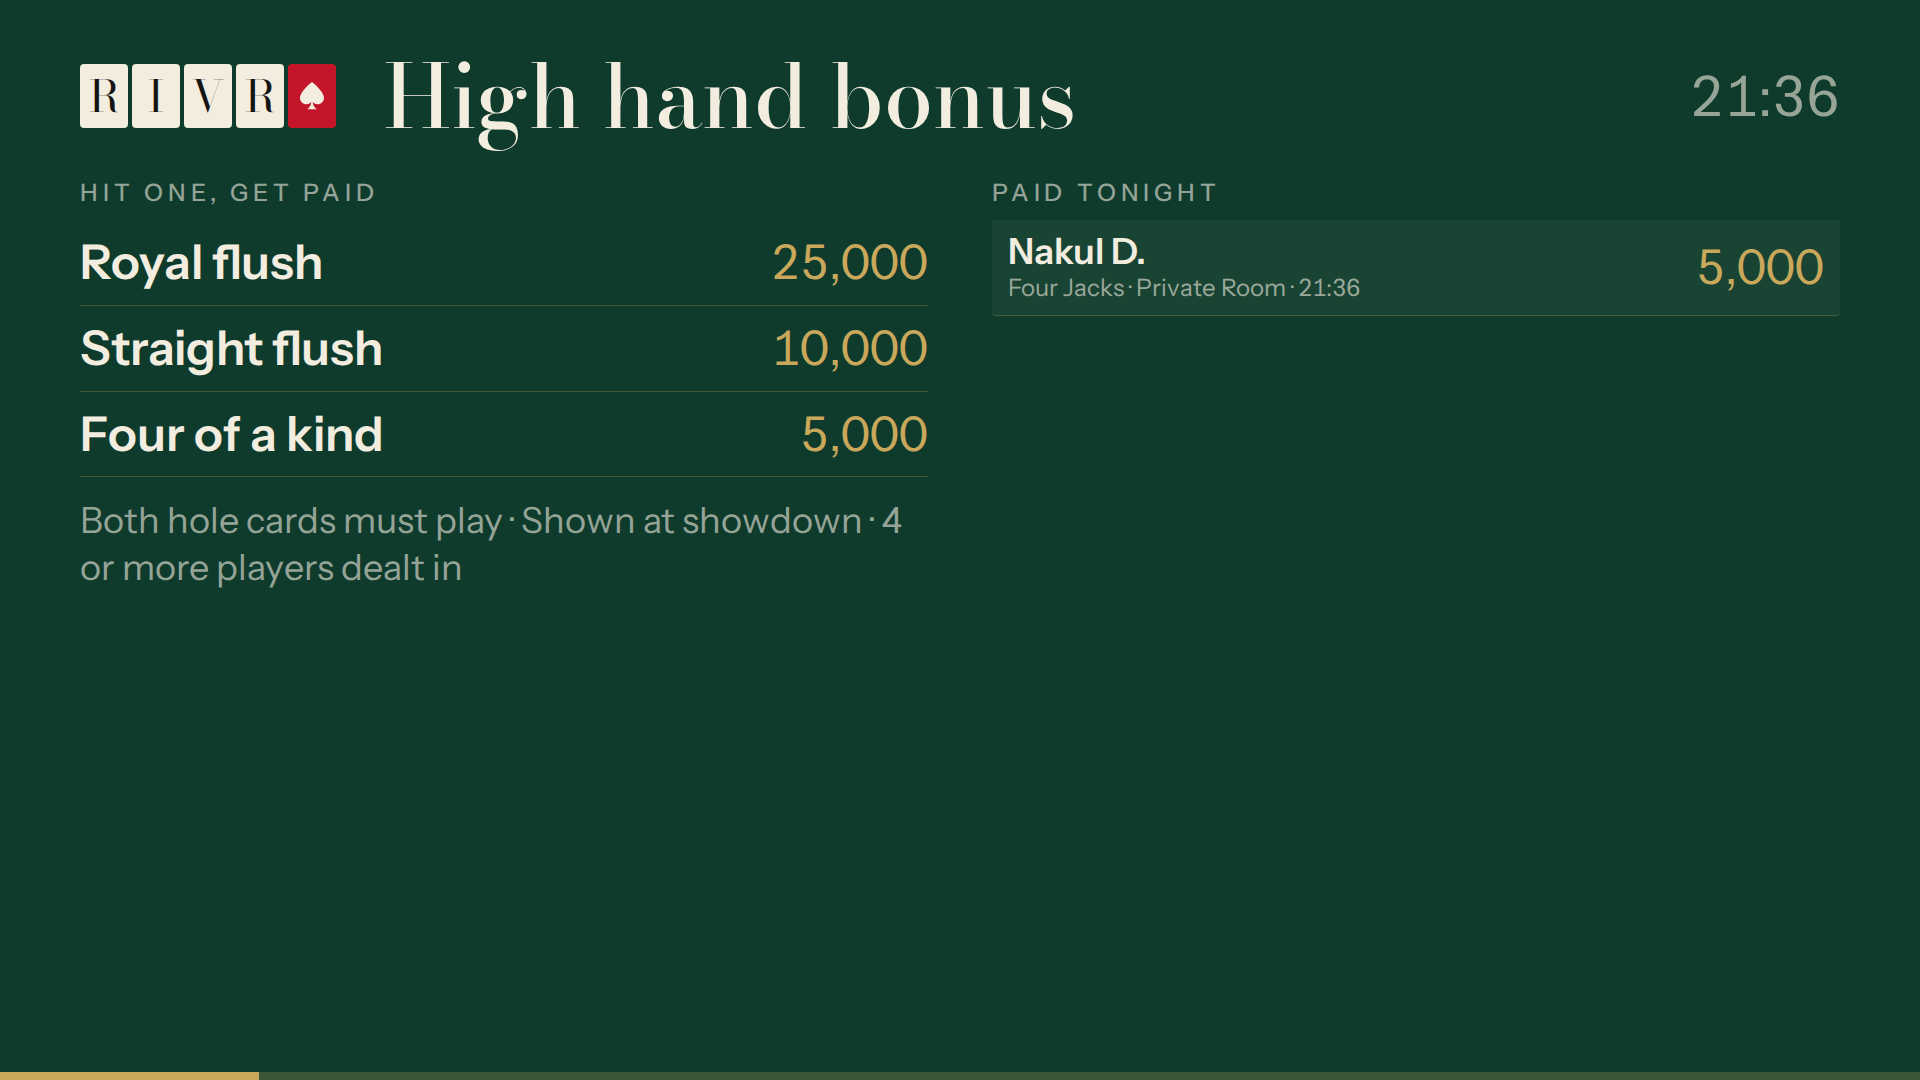 RIVR♠ High hand bonus 21:36
HIT ONE, GET PAID
Royal flush 25,000
Straight flush 10,000
Four of a kind 5,000
Both hole cards must play · Shown at showdown · 4
or more players dealt in
PAID TONIGHT
Nakul D. 5,000
Four Jacks · Private Room · 21:36